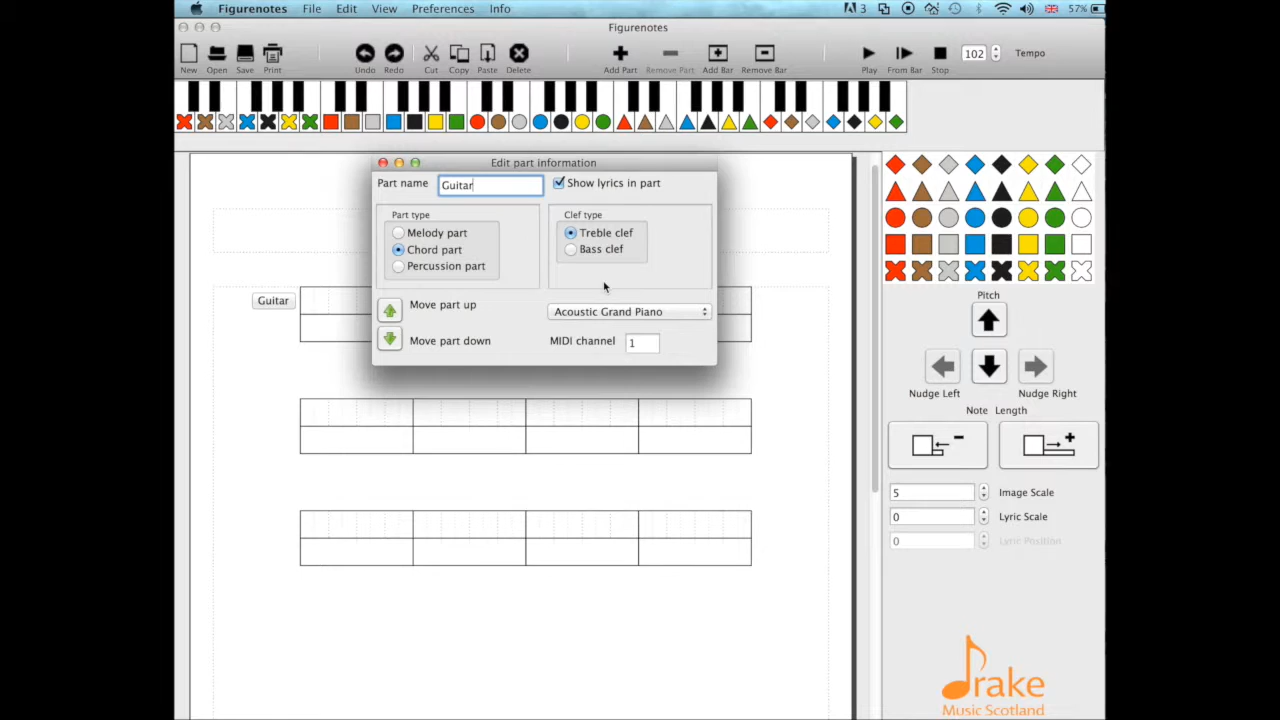 Figurenotes File Edit View Preferences Info 3 57%
Figurenotes
New Open Save Print Undo Redo Cut Copy Paste Delete Add Part Remove Part Add Bar Remove Bar Play From Bar Stop 102 Tempo
Edit part information
Part name Guitar Show lyrics in part
Part type Clef type
Melody part Treble clef
Chord part Bass clef
Percussion part
Guitar
Move part up Acoustic Grand Piano
Move part down MIDI channel 1
Pitch
Nudge Left Nudge Right
Note Length
- +
5 Image Scale
0 Lyric Scale
0 Lyric Position
Drake
Music Scotland